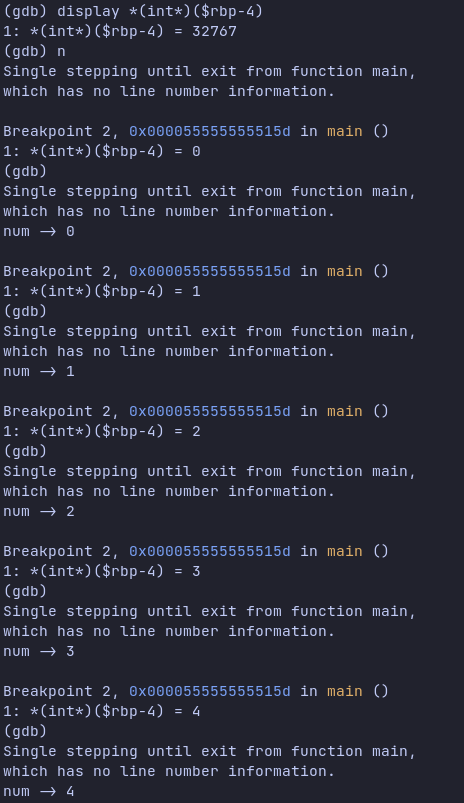 (gdb) display *(int*)($rbp-4)
1: *(int*)($rbp-4) = 32767
(gdb) n
Single stepping until exit from function main,
which has no line number information.

Breakpoint 2, 0x000055555555515d in main ()
1: *(int*)($rbp-4) = 0
(gdb)
Single stepping until exit from function main,
which has no line number information.
num -> 0

Breakpoint 2, 0x000055555555515d in main ()
1: *(int*)($rbp-4) = 1
(gdb)
Single stepping until exit from function main,
which has no line number information.
num -> 1

Breakpoint 2, 0x000055555555515d in main ()
1: *(int*)($rbp-4) = 2
(gdb)
Single stepping until exit from function main,
which has no line number information.
num -> 2

Breakpoint 2, 0x000055555555515d in main ()
1: *(int*)($rbp-4) = 3
(gdb)
Single stepping until exit from function main,
which has no line number information.
num -> 3

Breakpoint 2, 0x000055555555515d in main ()
1: *(int*)($rbp-4) = 4
(gdb)
Single stepping until exit from function main,
which has no line number information.
num -> 4